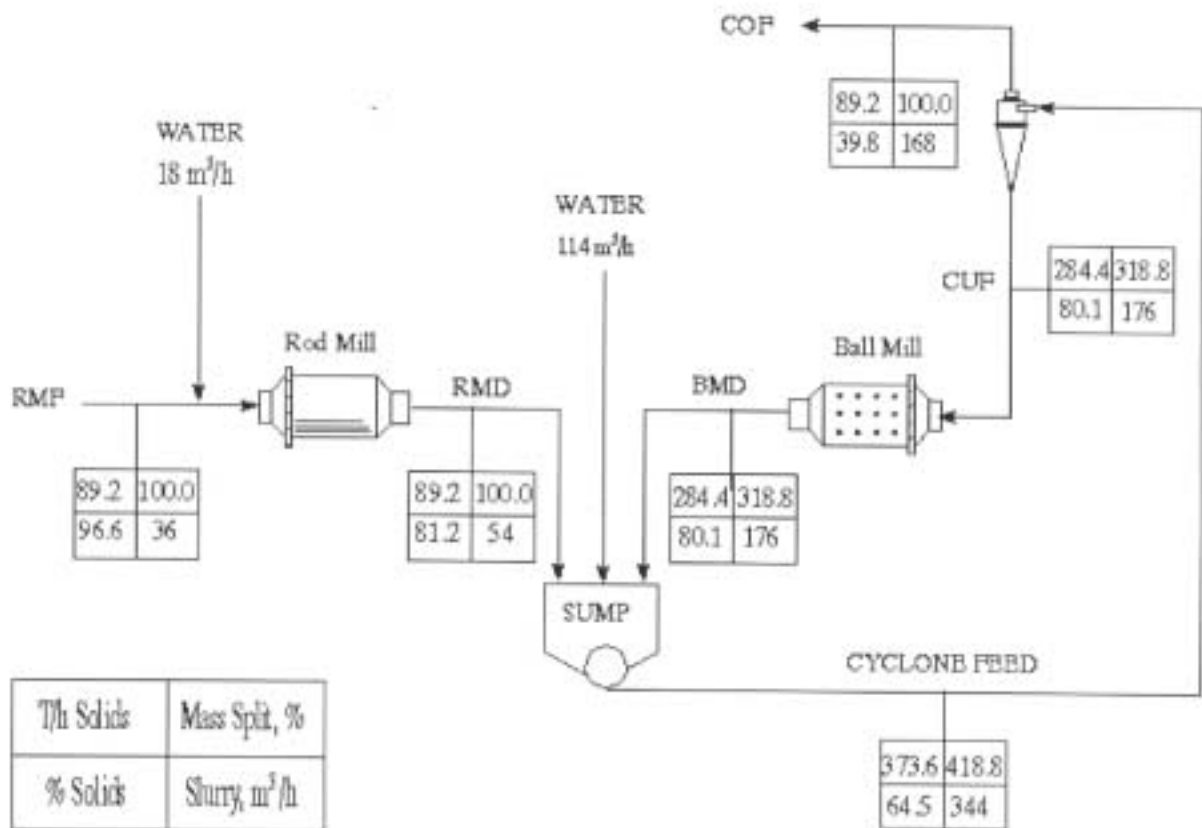 COF
89.2 100.0
39.8 168
WATER
18 m³/h
WATER
114 m³/h
CUF
284.4 318.8
80.1 176
Rod Mill
Ball Mill
RMF
RMD
BMD
89.2 100.0
96.6 36
89.2 100.0
81.2 54
284.4 318.8
80.1 176
SUMP
CYCLONE FEED
T/h Solids Mass Split, %
% Solids Slurry, m³/h
373.6 418.8
64.5 344